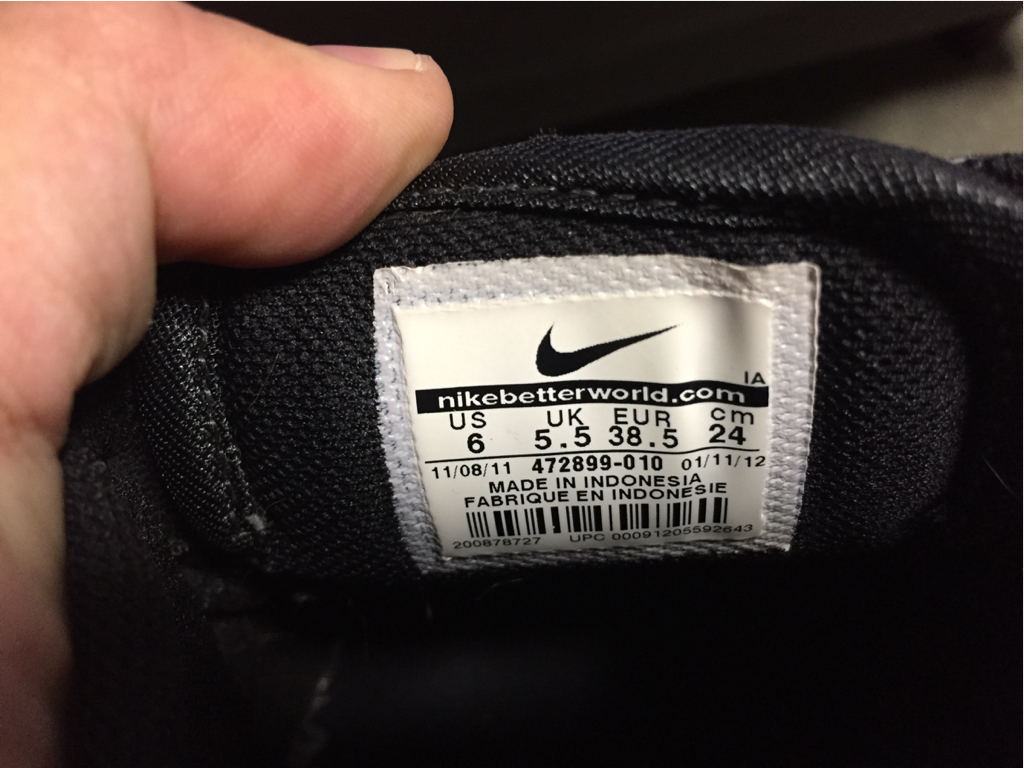 IA
nikebetterworld.com
US UK EUR cm
6 5.5 38.5 24
11/08/11 472899-010 01/11/12
MADE IN INDONESIA
FABRIQUE EN INDONESIE
200878727 UPC 00091205592643